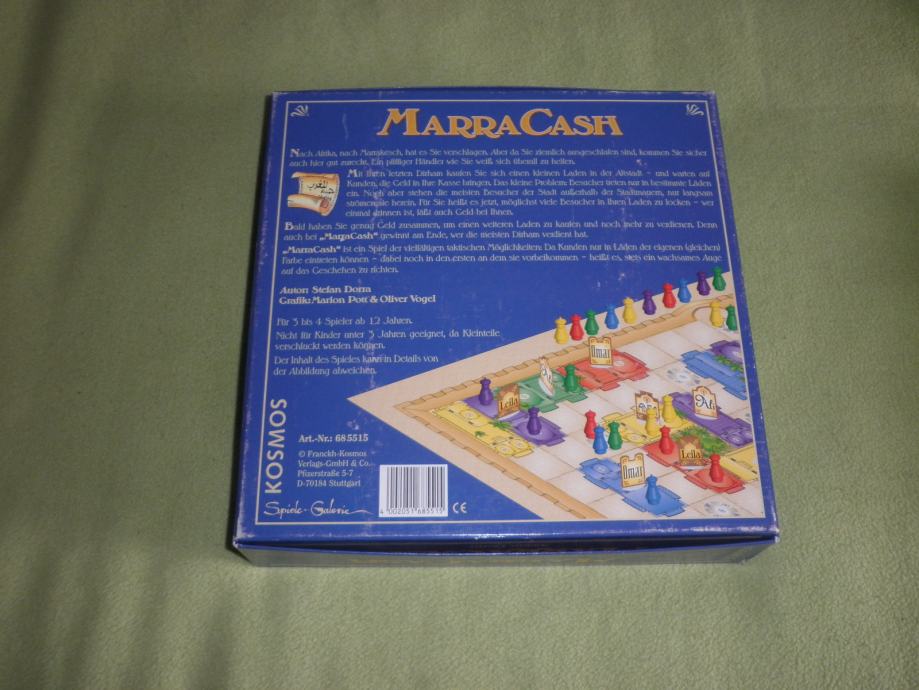 MARRACASH
Nach Afrika, nach Marrakesch, hat es Sie verschlagen. Aber da Sie ziemlich ausgeschlafen sind, kommen Sie sicher
auch hier gut zurecht. Ein pfiffiger Händler wie Sie weiß sich überall zu helfen.
Mit Ihren letzten Dirham kaufen Sie sich einen kleinen Laden in der Altstadt – und warten auf
Kunden, die Geld in Ihre Kasse bringen. Das kleine Problem: Besucher treten nur in bestimmte Läden
ein. Noch aber stehen die meisten Besucher der Stadt außerhalb der Stadtmauern, nur langsam
strömen sie herein. Für Sie heißt es jetzt, möglichst viele Besucher in Ihren Laden zu locken – wer
einmal drinnen ist, läßt auch Geld bei Ihnen.
Bald haben Sie genug Geld zusammen, um einen weiteren Laden zu kaufen und noch mehr zu verdienen. Denn
auch bei „MarraCash“ gewinnt am Ende, wer die meisten Dirham verdient hat.
„MarraCash“ ist ein Spiel der vielfältigen taktischen Möglichkeiten: Da Kunden nur in Läden der eigenen (gleichen)
Farbe eintreten können – dabei noch in den ersten an dem sie vorbeikommen – heißt es, stets ein wachsames Auge
auf das Geschehen zu richten.
Autor: Stefan Dorra
Grafik: Marion Pott & Oliver Vogel
Für 3 bis 4 Spieler ab 12 Jahren.
Nicht für Kinder unter 3 Jahren geeignet, da Kleinteile
verschluckt werden können.
Der Inhalt des Spieles kann in Details von
der Abbildung abweichen.
Omar
Leila
Ali
Leila
Omar
KOSMOS
Art.-Nr.: 685515
© Franckh-Kosmos
Verlags-GmbH & Co.
Pfizerstraße 5-7
D-70184 Stuttgart
4 002051 685515
CE
Spiele-Galerie